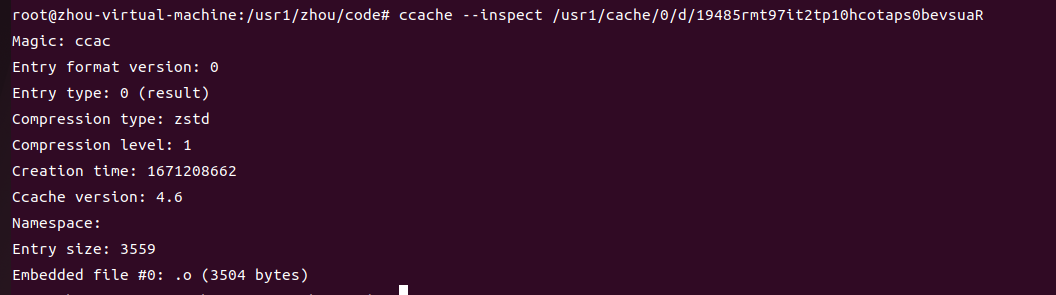 root@zhou-virtual-machine:/usr1/zhou/code# ccache --inspect /usr1/cache/0/d/19485rmt97it2tp10hcotaps0bevsuaR
Magic: ccac
Entry format version: 0
Entry type: 0 (result)
Compression type: zstd
Compression level: 1
Creation time: 1671208662
Ccache version: 4.6
Namespace:
Entry size: 3559
Embedded file #0: .o (3504 bytes)